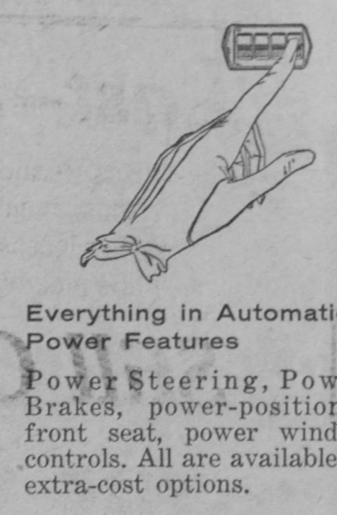 Everything in Automati
Power Features
Power Steering, Pow
Brakes, power-position
front seat, power wind
controls. All are available
extra-cost options.